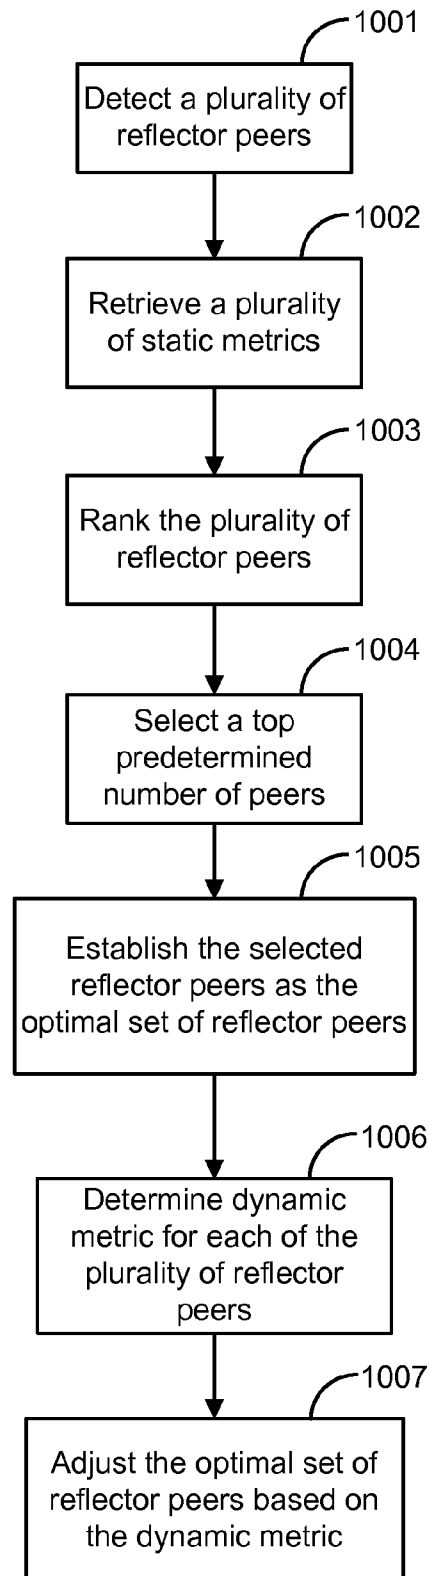 1001
Detect a plurality of
reflector peers
1002
Retrieve a plurality
of static metrics
1003
Rank the plurality of
reflector peers
1004
Select a top
predetermined
number of peers
1005
Establish the selected
reflector peers as the
optimal set of reflector peers
1006
Determine dynamic
metric for each of the
plurality of reflector
peers
1007
Adjust the optimal set of
reflector peers based on
the dynamic metric